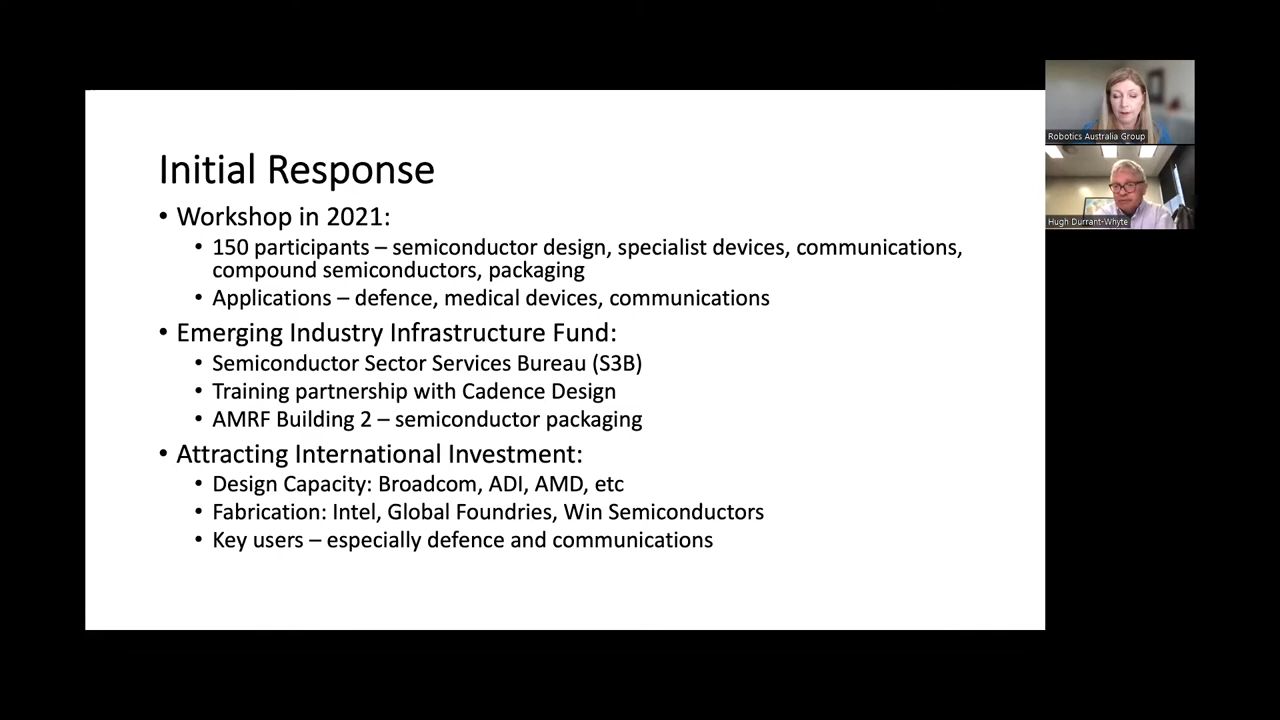 Initial Response
• Workshop in 2021:
• 150 participants – semiconductor design, specialist devices, communications,
compound semiconductors, packaging
• Applications – defence, medical devices, communications
• Emerging Industry Infrastructure Fund:
• Semiconductor Sector Services Bureau (S3B)
• Training partnership with Cadence Design
• AMRF Building 2 – semiconductor packaging
• Attracting International Investment:
• Design Capacity: Broadcom, ADI, AMD, etc
• Fabrication: Intel, Global Foundries, Win Semiconductors
• Key users – especially defence and communications
Robotics Australia Group
Hugh Durrant-Whyte